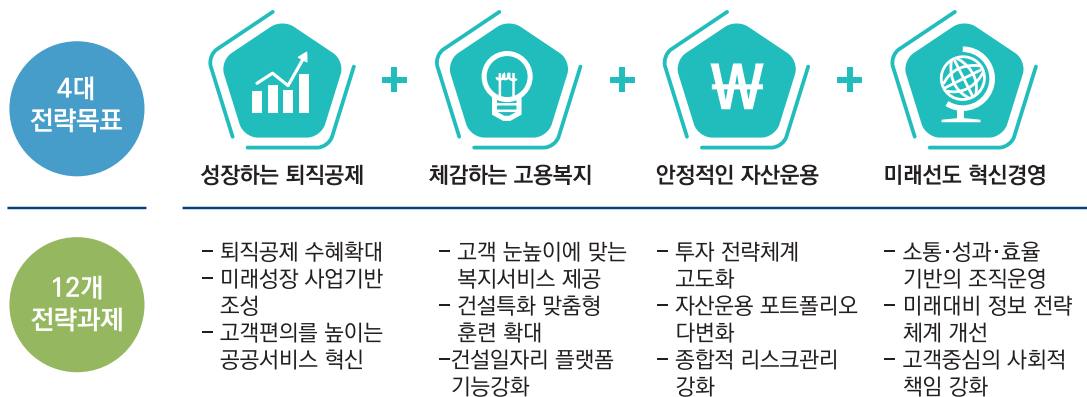 4대
전략목표
성장하는 퇴직공제
체감하는 고용복지
안정적인 자산운용
미래선도 혁신경영
12개
전략과제
– 퇴직공제 수혜확대
– 미래성장 사업기반
조성
– 고객편의를 높이는
공공서비스 혁신
– 고객 눈높이에 맞는
복지서비스 제공
– 건설특화 맞춤형
훈련 확대
–건설일자리 플랫폼
기능강화
– 투자 전략체계
고도화
– 자산운용 포트폴리오
다변화
– 종합적 리스크관리
강화
– 소통·성과·효율
기반의 조직운영
– 미래대비 정보 전략
체계 개선
– 고객중심의 사회적
책임 강화